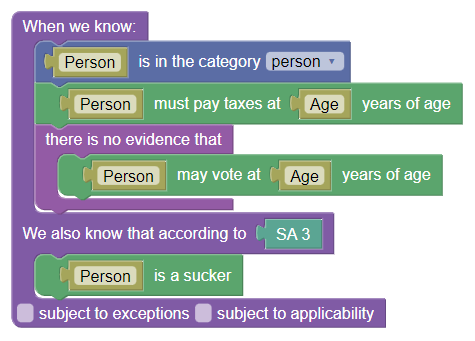 When we know:
Person is in the category person
Person must pay taxes at Age years of age
there is no evidence that
Person may vote at Age years of age
We also know that according to SA 3
Person is a sucker
subject to exceptions subject to applicability